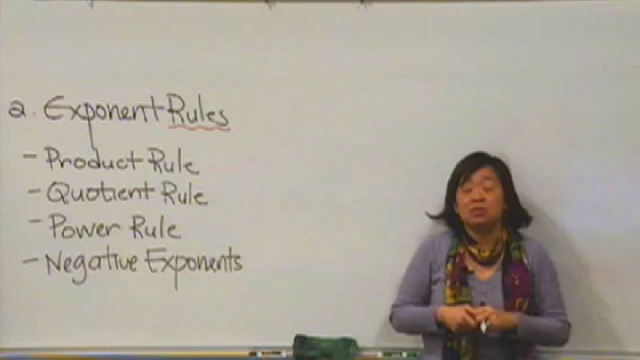 2. Exponent Rules
- Product Rule
- Quotient Rule
- Power Rule
- Negative Exponents